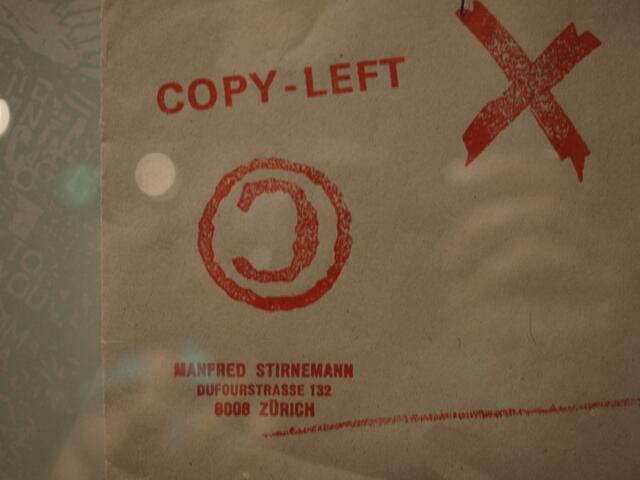 COPY-LEFT
MANFRED STIRNEMANN
DUFOURSTRASSE 132
8008 ZÜRICH